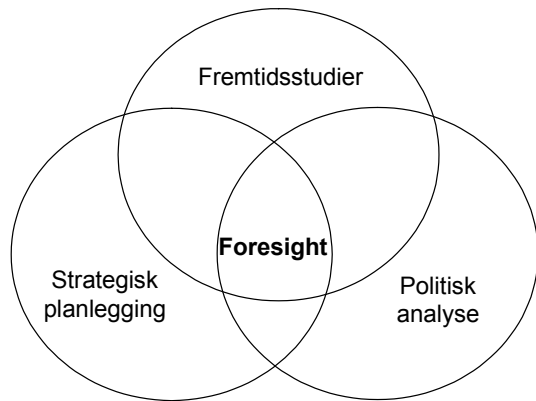 Fremtidsstudier
Foresight
Strategisk
planlegging
Politisk
analyse